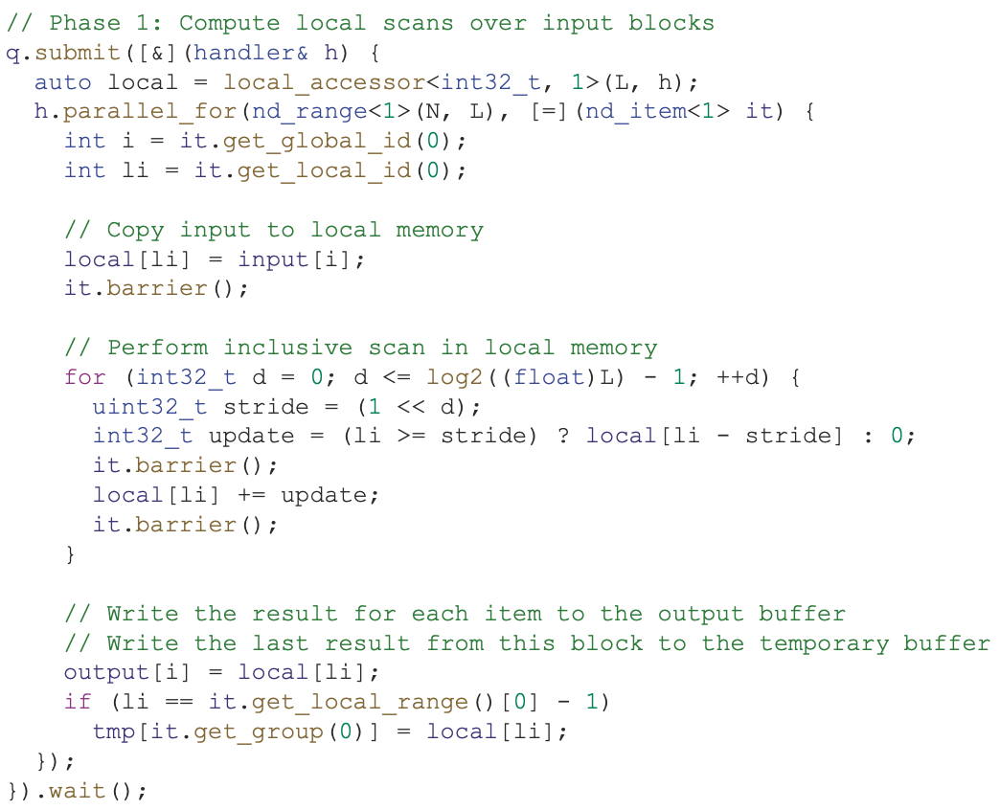 // Phase 1: Compute local scans over input blocks
q.submit([&](handler& h) {
  auto local = local_accessor<int32_t, 1>(L, h);
  h.parallel_for(nd_range<1>(N, L), [=](nd_item<1> it) {
    int i = it.get_global_id(0);
    int li = it.get_local_id(0);

    // Copy input to local memory
    local[li] = input[i];
    it.barrier();

    // Perform inclusive scan in local memory
    for (int32_t d = 0; d <= log2((float)L) - 1; ++d) {
      uint32_t stride = (1 << d);
      int32_t update = (li >= stride) ? local[li - stride] : 0;
      it.barrier();
      local[li] += update;
      it.barrier();
    }

    // Write the result for each item to the output buffer
    // Write the last result from this block to the temporary buffer
    output[i] = local[li];
    if (li == it.get_local_range()[0] - 1)
      tmp[it.get_group(0)] = local[li];
  });
}).wait();